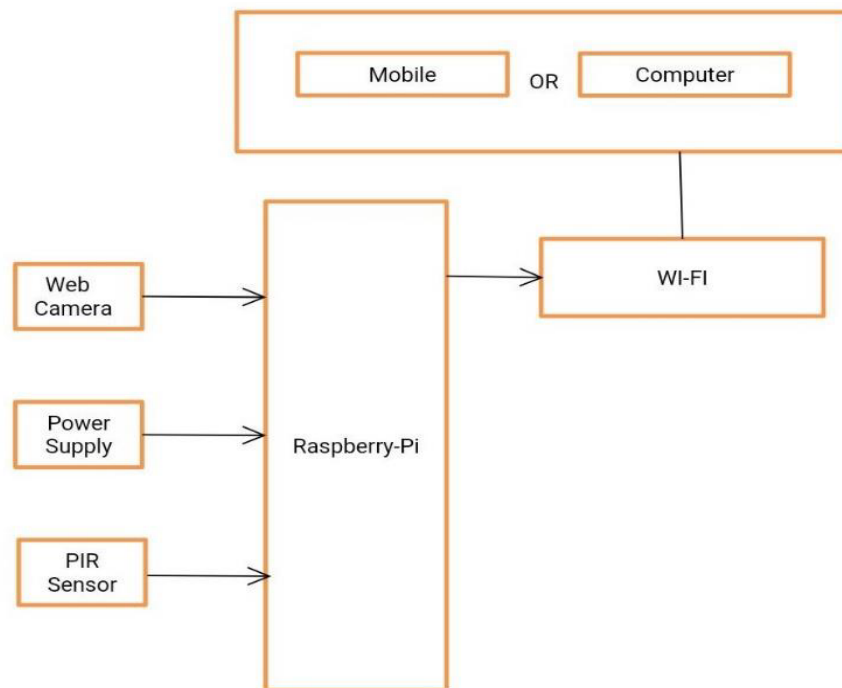 Mobile
OR
Computer
Web
Camera
WI-FI
Power
Supply
Raspberry-Pi
PIR
Sensor